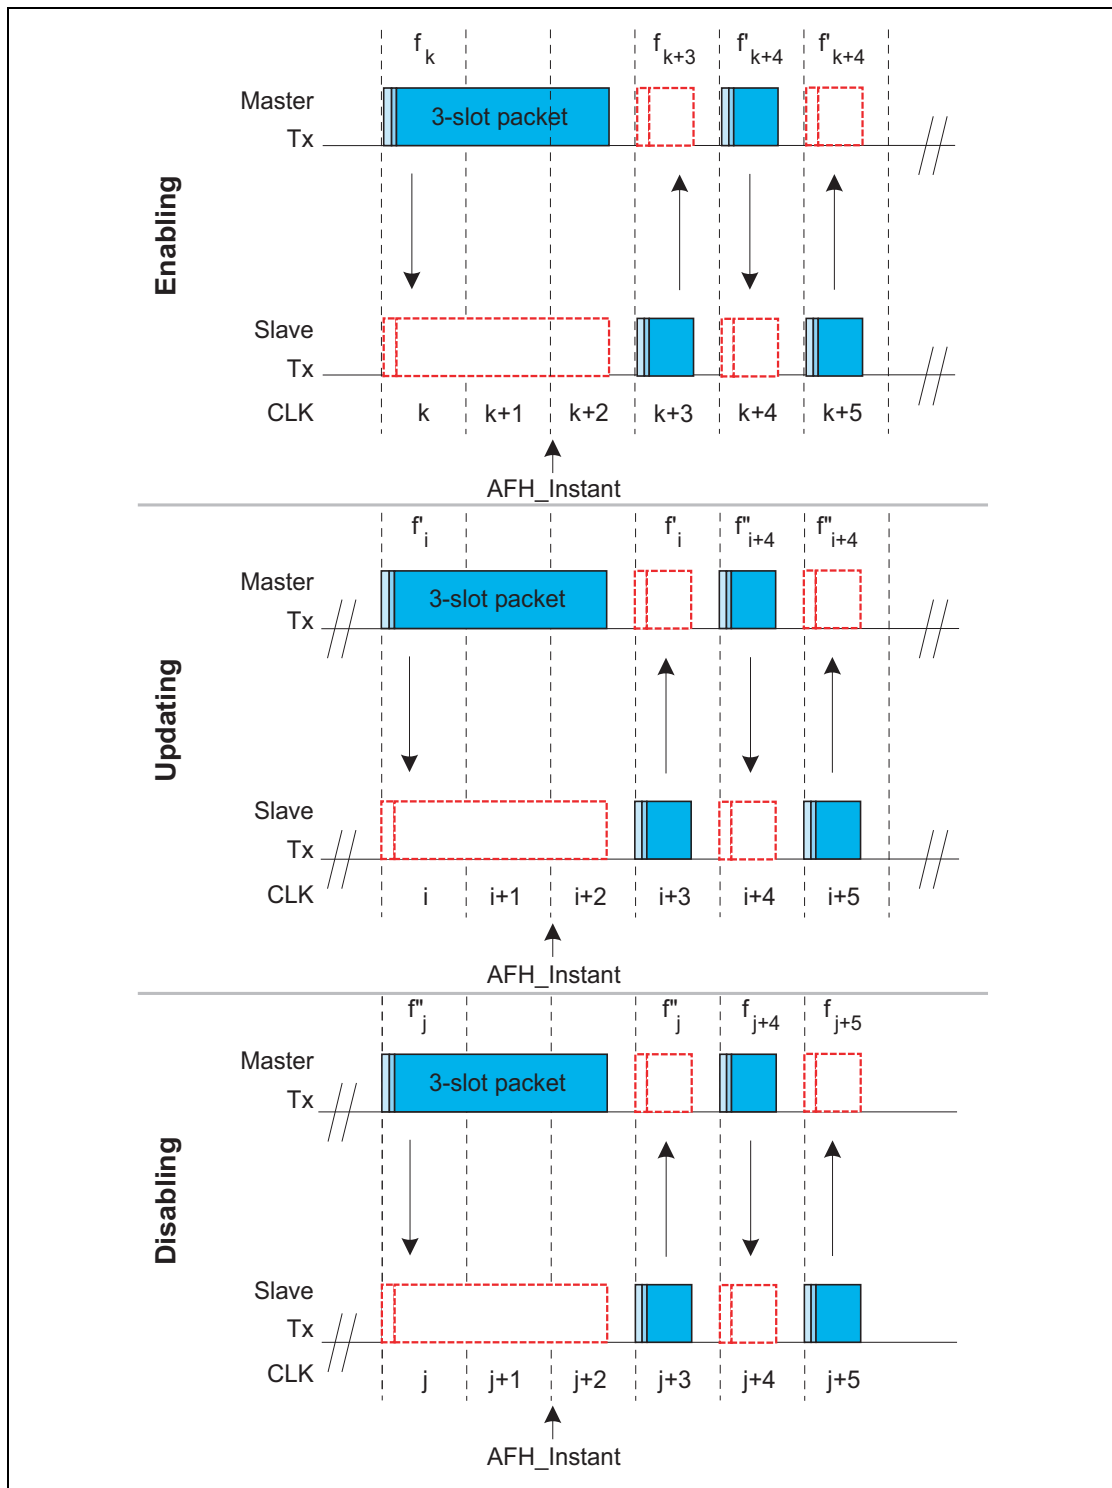 Enabling
f k f k+3 f' k+4 f' k+4
Master
Tx
3-slot packet
Slave
Tx
CLK k k+1 k+2 k+3 k+4 k+5
AFH_Instant
Updating
f' i f' i f" i+4 f" i+4
Master
Tx
3-slot packet
Slave
Tx
CLK i i+1 i+2 i+3 i+4 i+5
AFH_Instant
Disabling
f" j f" j f j+4 f j+5
Master
Tx
3-slot packet
Slave
Tx
CLK j j+1 j+2 j+3 j+4 j+5
AFH_Instant